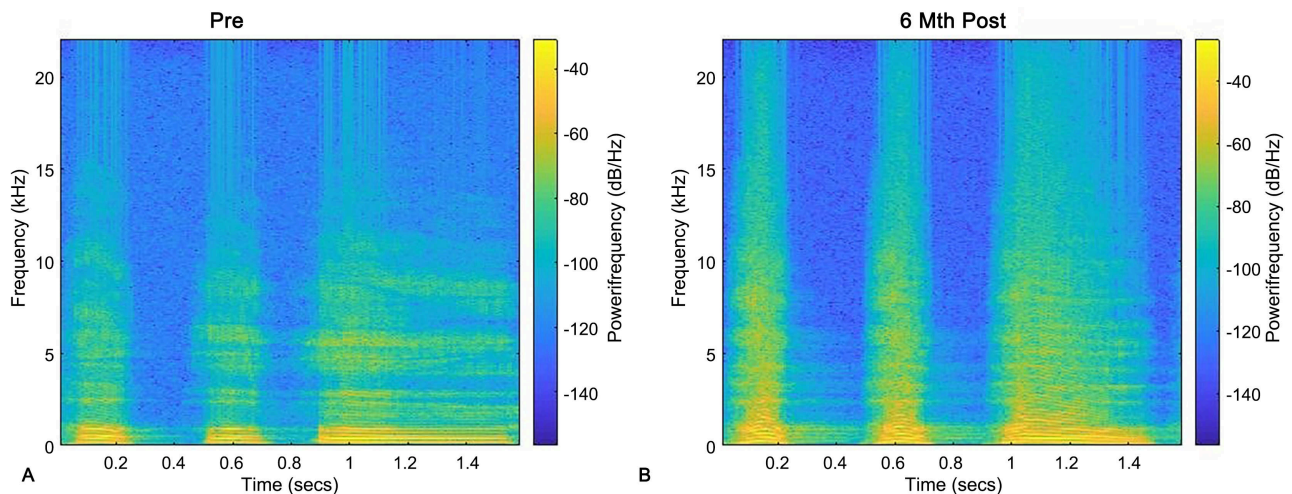 Pre
20
15
10
5
0
Frequency (kHz)
0.2 0.4 0.6 0.8 1 1.2 1.4
Time (secs)
-40
-60
-80
-100
-120
-140
Powerifrequency (dB/Hz)
A
6 Mth Post
20
15
10
5
0
Frequency (kHz)
0.2 0.4 0.6 0.8 1 1.2 1.4
Time (secs)
-40
-60
-80
-100
-120
-140
Powerifrequency (dB/Hz)
B